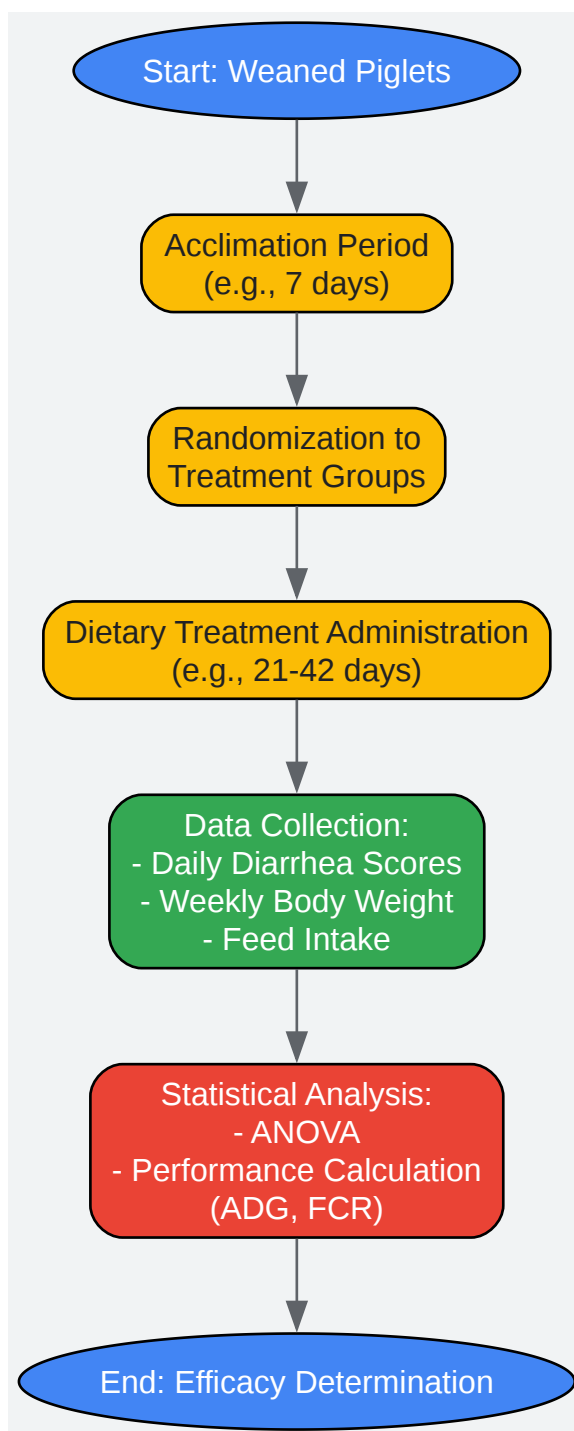 Start: Weaned Piglets
Acclimation Period
(e.g., 7 days)
Randomization to
Treatment Groups
Dietary Treatment Administration
(e.g., 21-42 days)
Data Collection:
- Daily Diarrhea Scores
- Weekly Body Weight
- Feed Intake
Statistical Analysis:
- ANOVA
- Performance Calculation
(ADG, FCR)
End: Efficacy Determination